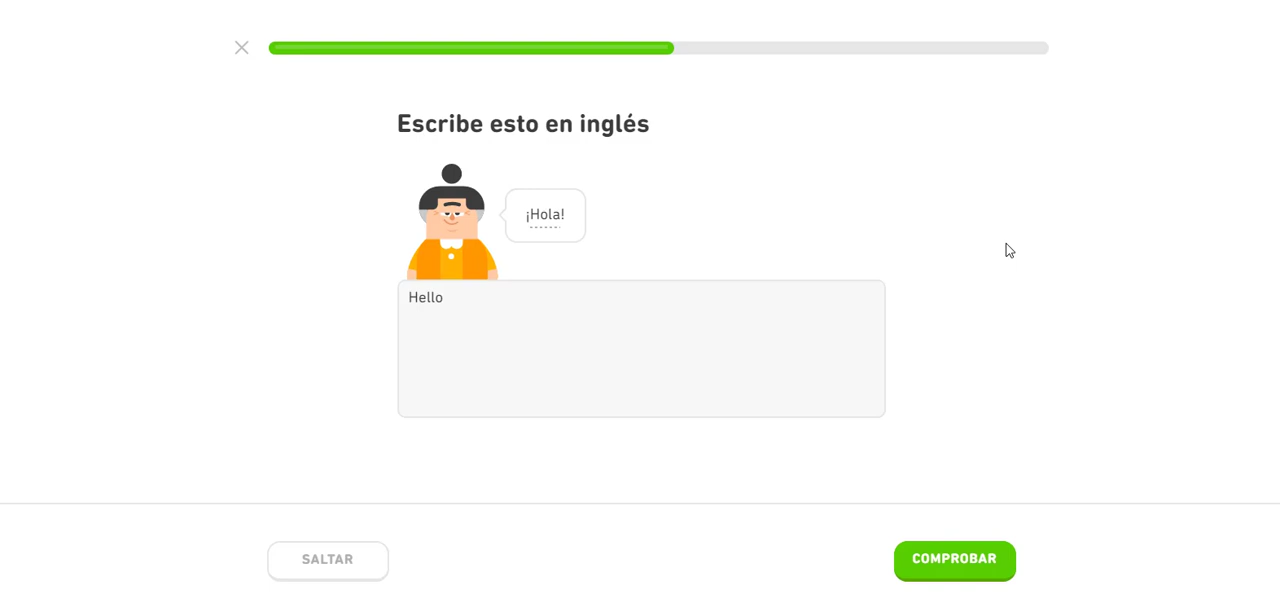 Escribe esto en inglés
¡Hola!
Hello
SALTAR
COMPROBAR